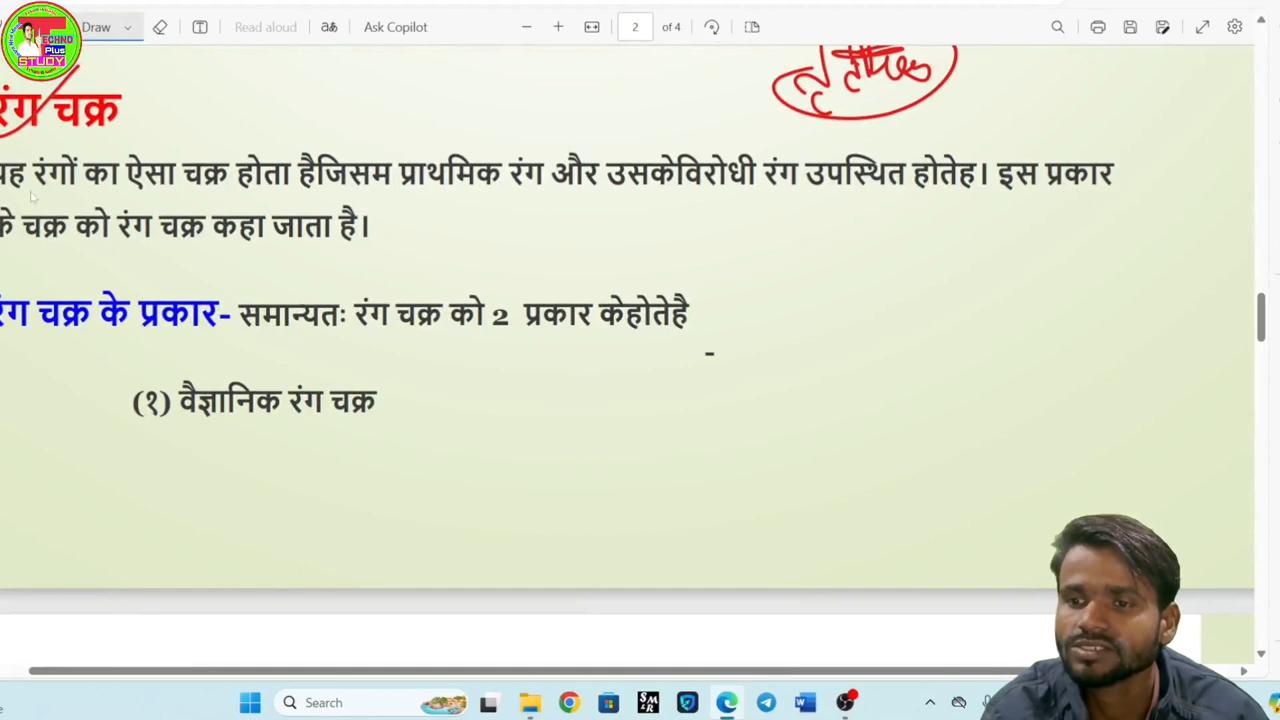 Draw
Read aloud
Ask Copilot
2
of 4
TECHNO
Plus
STUDY
रंग चक्र
यह रंगों का ऐसा चक्र होता हैजिसम प्राथमिक रंग और उसकेविरोधी रंग उपस्थित होतेह। इस प्रकार
के चक्र को रंग चक्र कहा जाता है।
रंग चक्र के प्रकार- समान्यतः रंग चक्र को 2 प्रकार केहोतेहै
-
(१) वैज्ञानिक रंग चक्र
Search